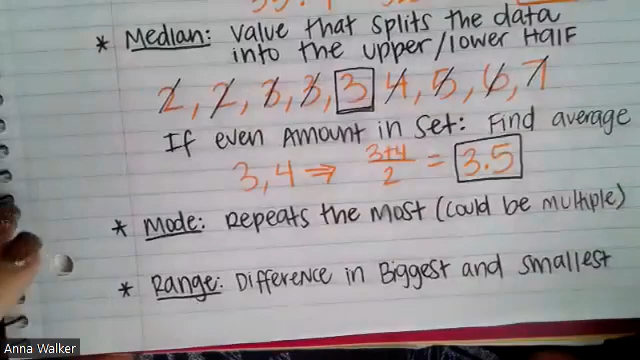 * Median: value that splits the data
into the upper/lower Half
2, 2, 3, 3, 3, 4, 5, 6, 7
If even Amount in set: Find average
3, 4 ⇒ 3+4/2 = 3.5
* Mode: Repeats the Most (could be multiple)
* Range: Difference in Biggest and smallest
Anna Walker